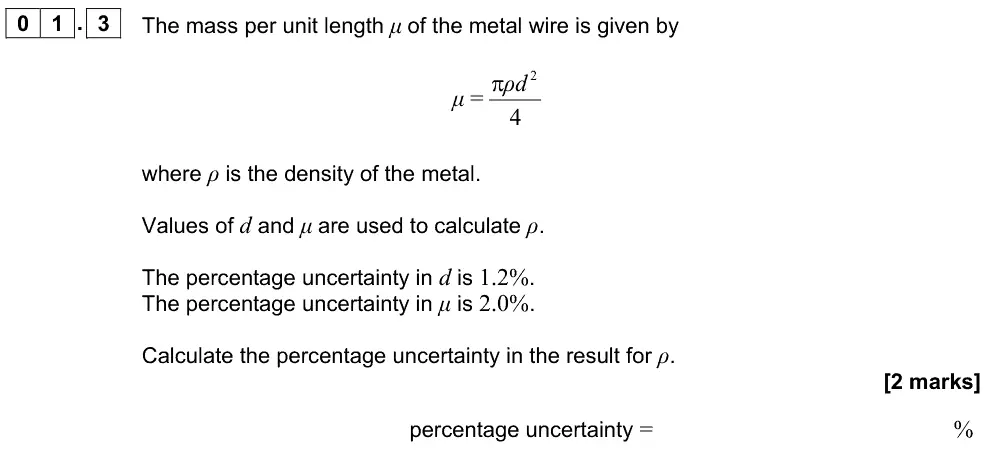 01.3 The mass per unit length μ of the metal wire is given by
μ = πρd²/4
where ρ is the density of the metal.
Values of d and μ are used to calculate ρ.
The percentage uncertainty in d is 1.2%.
The percentage uncertainty in μ is 2.0%.
Calculate the percentage uncertainty in the result for ρ.
[2 marks]
percentage uncertainty = %